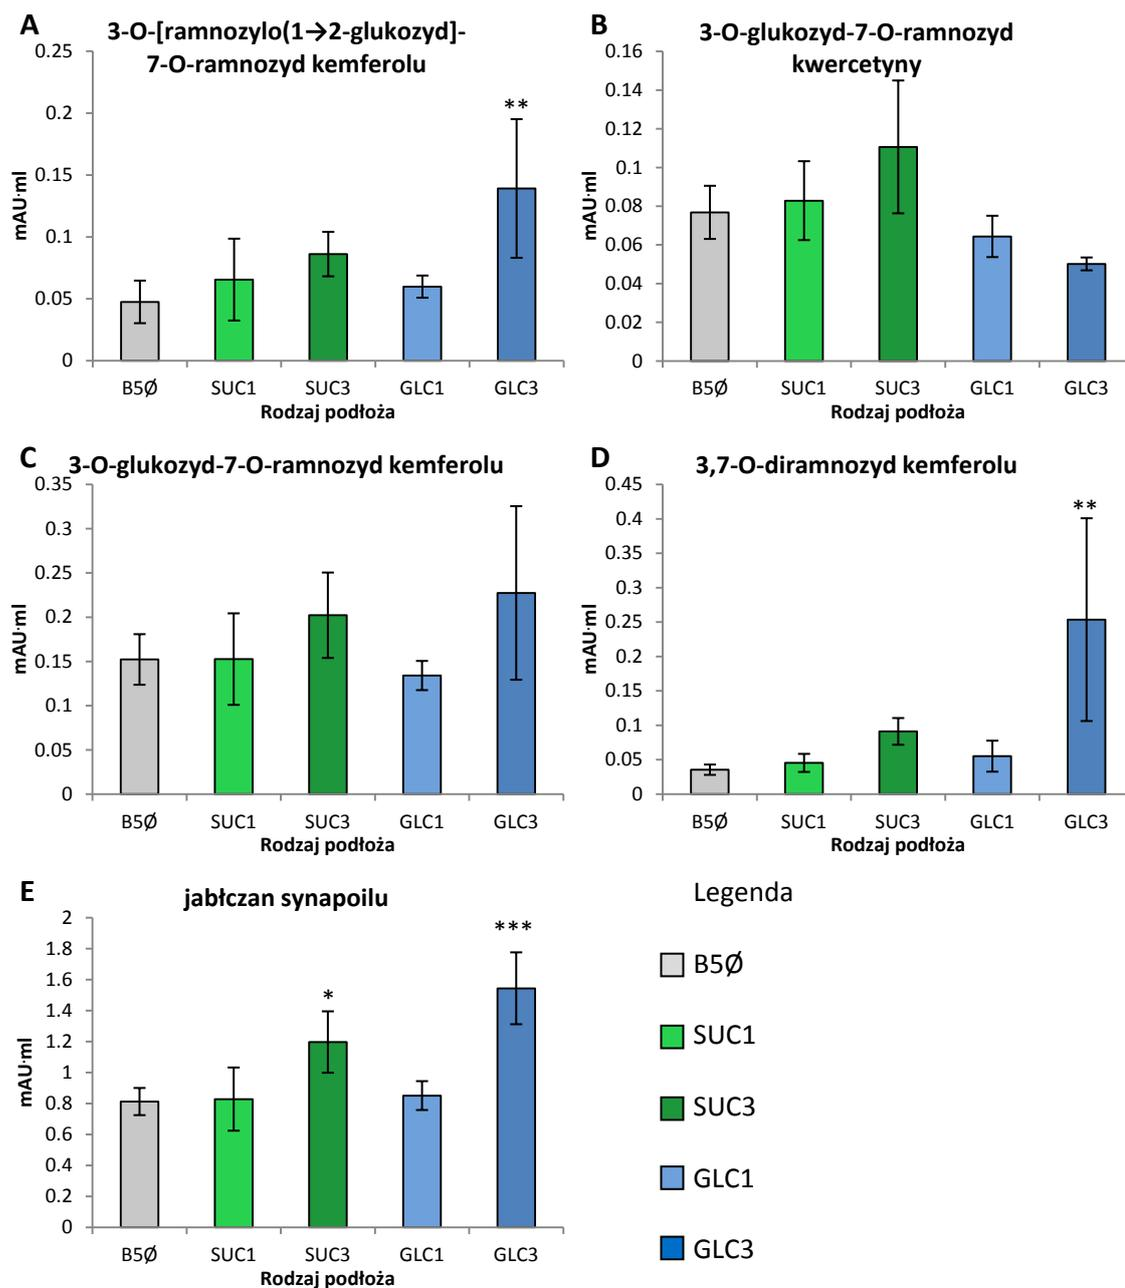 A
3-O-[ramnozylo(1→2-glukozyd]-
7-O-ramnozyd kemferolu
0.25
0.2
0.15
0.1
0.05
0
mAU·ml
**
B5Ø SUC1 SUC3 GLC1 GLC3
Rodzaj podłoża
B
3-O-glukozyd-7-O-ramnozyd
kwercetyny
0.16
0.14
0.12
0.1
0.08
0.06
0.04
0.02
0
mAU·ml
B5Ø SUC1 SUC3 GLC1 GLC3
Rodzaj podłoża
C
3-O-glukozyd-7-O-ramnozyd kemferolu
0.35
0.3
0.25
0.2
0.15
0.1
0.05
0
mAU·ml
B5Ø SUC1 SUC3 GLC1 GLC3
Rodzaj podłoża
D
3,7-O-diramnozyd kemferolu
0.45
0.4
0.35
0.3
0.25
0.2
0.15
0.1
0.05
0
mAU·ml
**
B5Ø SUC1 SUC3 GLC1 GLC3
Rodzaj podłoża
E
jabłczan synapoilu
2
1.8
1.6
1.4
1.2
1
0.8
0.6
0.4
0.2
0
mAU·ml
*
***
B5Ø SUC1 SUC3 GLC1 GLC3
Rodzaj podłoża
Legenda
B5Ø
SUC1
SUC3
GLC1
GLC3